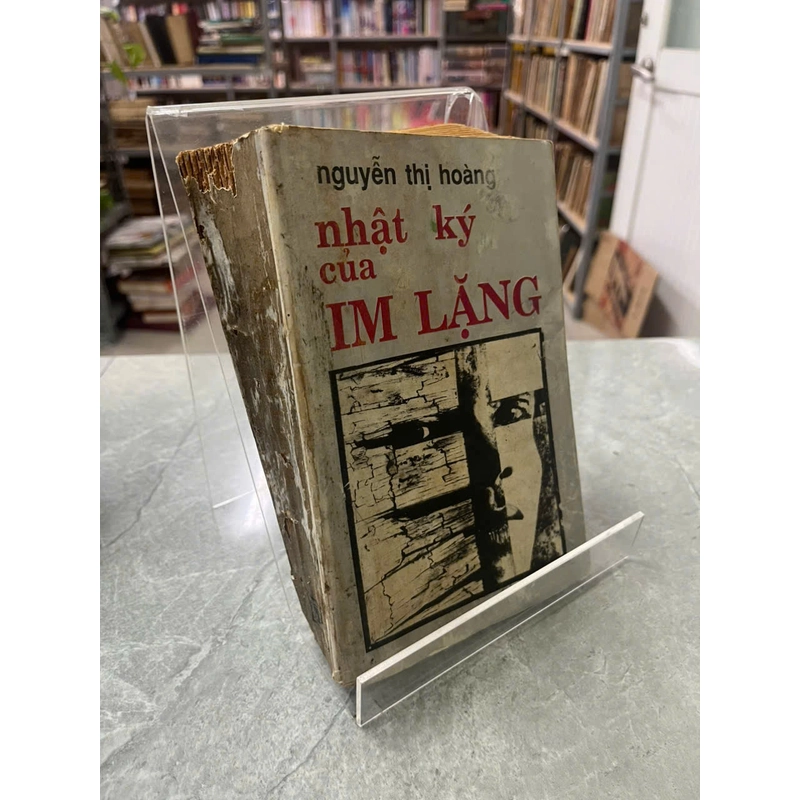 nguyễn thị hoàng
nhật ký
của
IM LẶNG